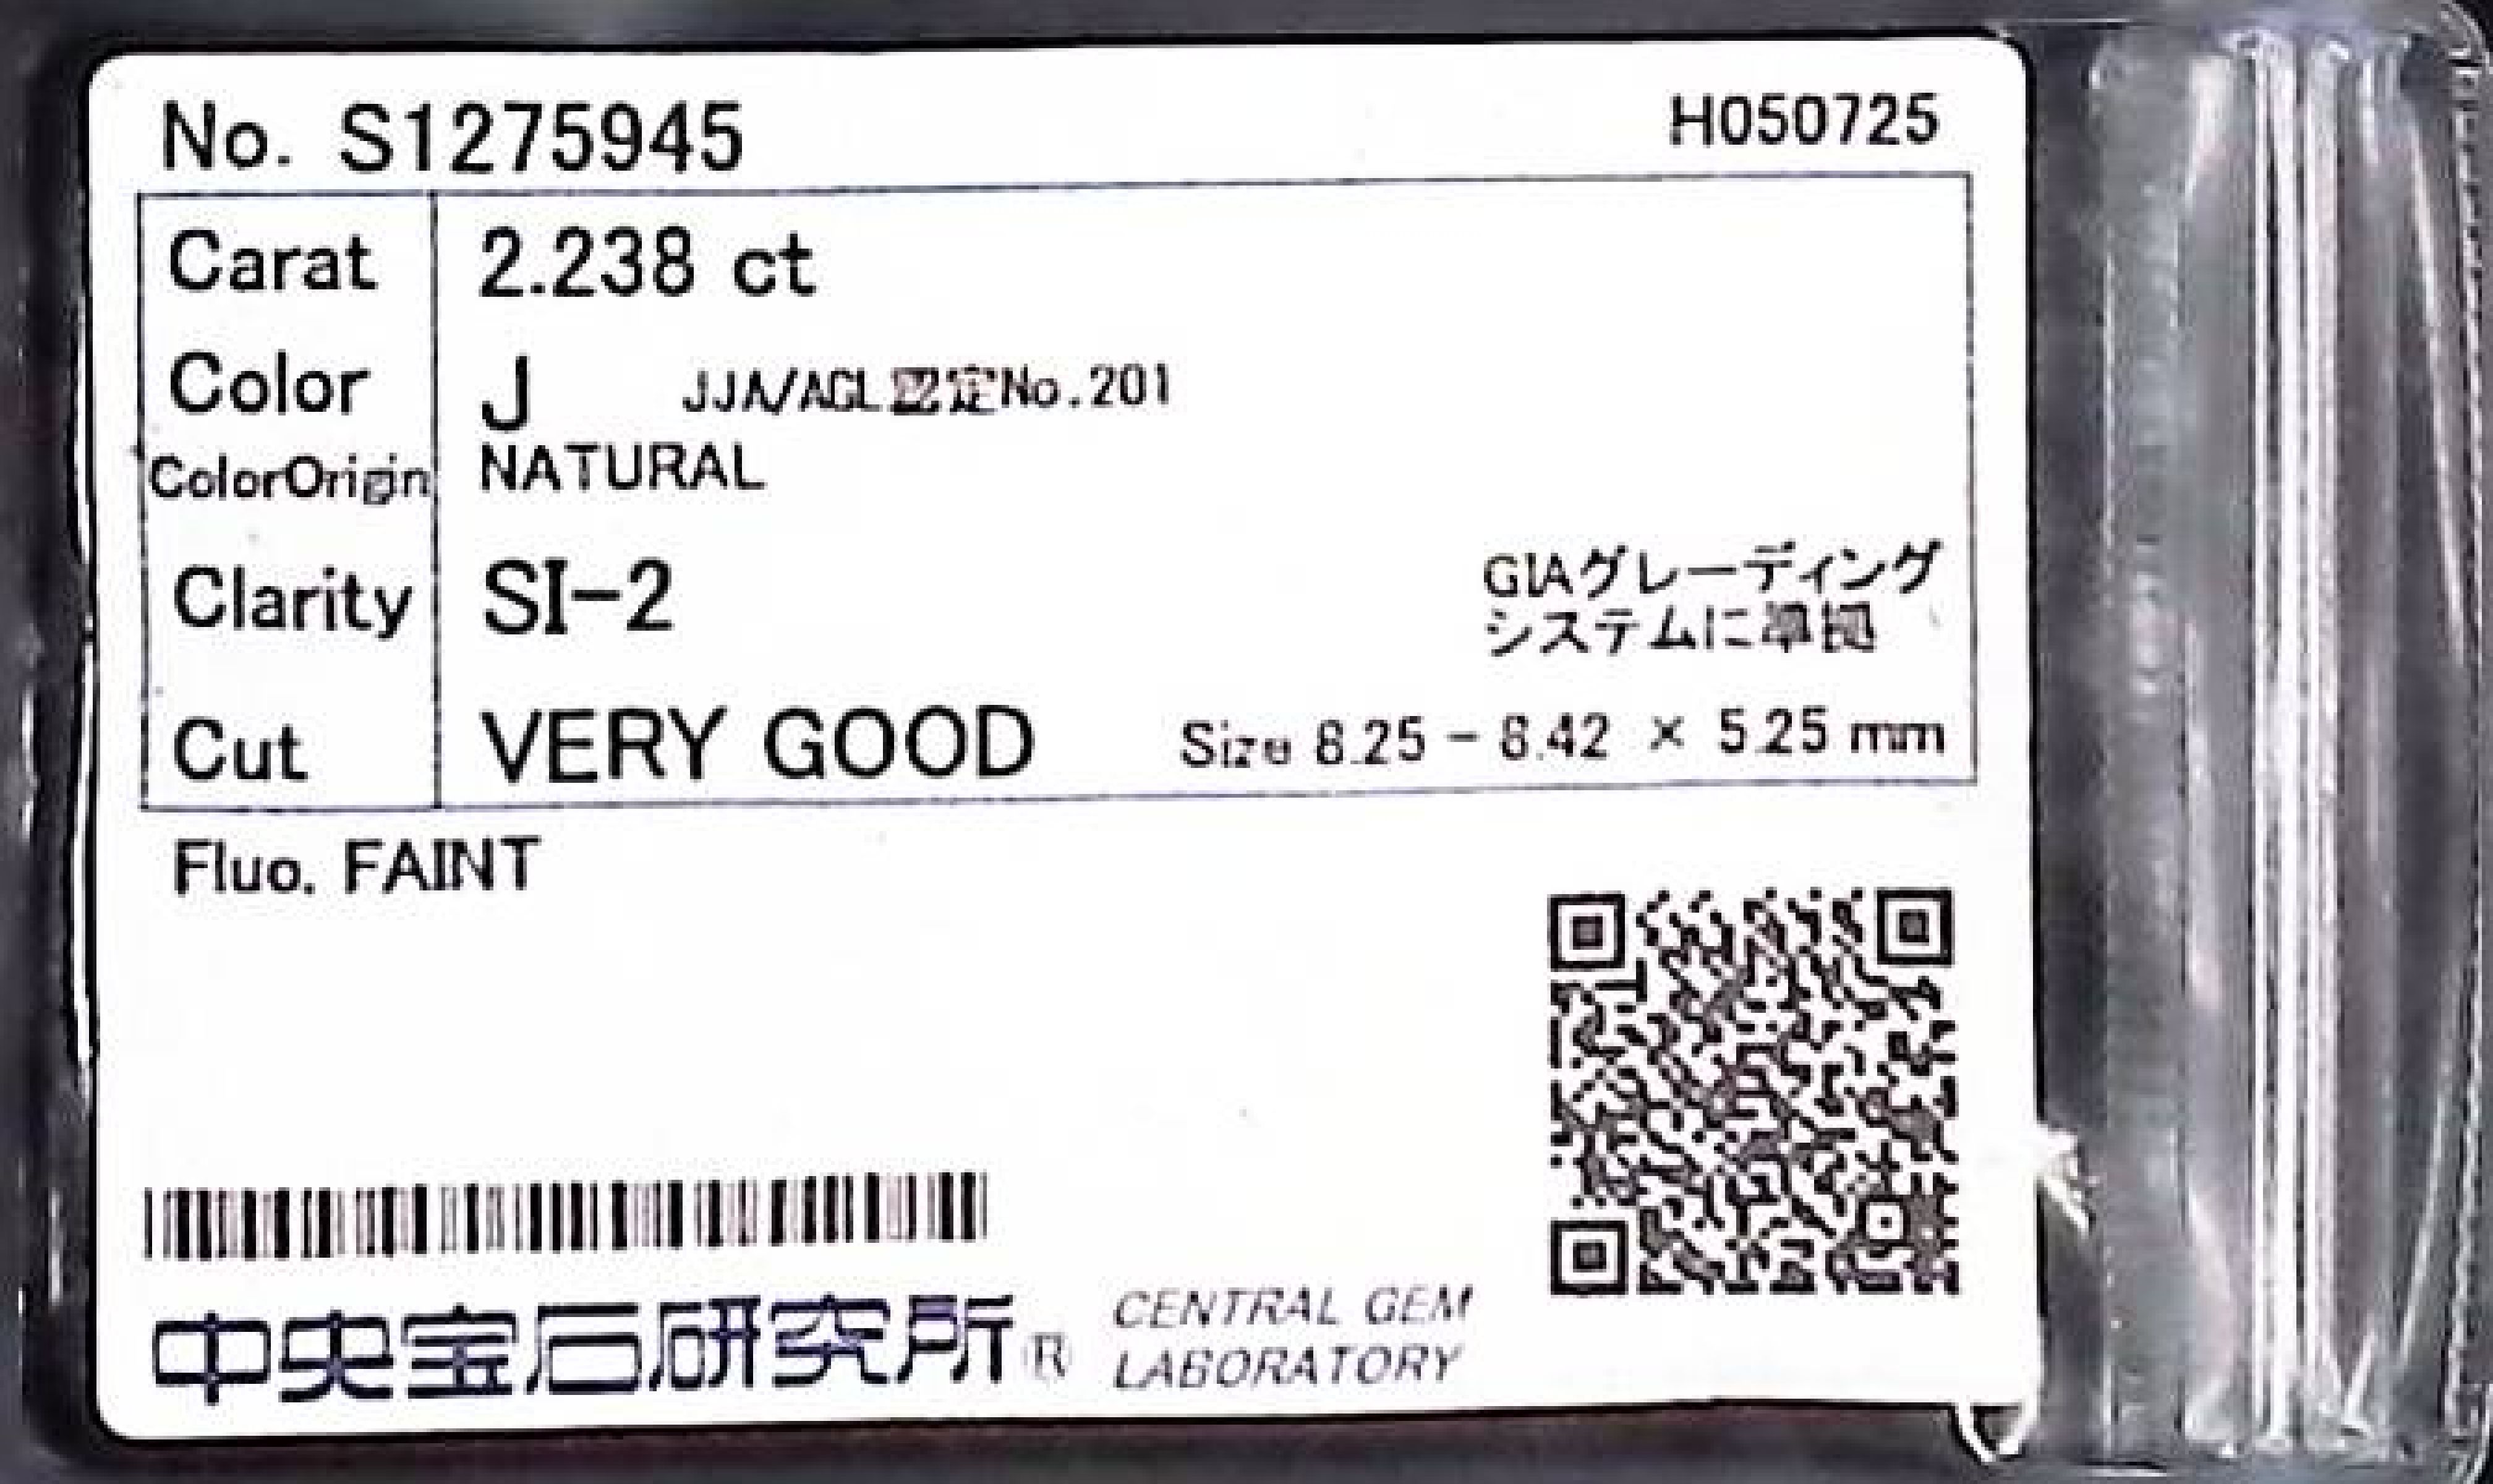 No. S1275945
H050725
Carat 2.238 ct
Color J JJA/AGL認定No.201
ColorOrigin NATURAL
Clarity SI-2
GIAグレーディング
システムに準拠
Cut VERY GOOD Size 8.25 - 8.42 × 5.25 mm
Fluo. FAINT
中央宝石研究所® CENTRAL GEM
LABORATORY